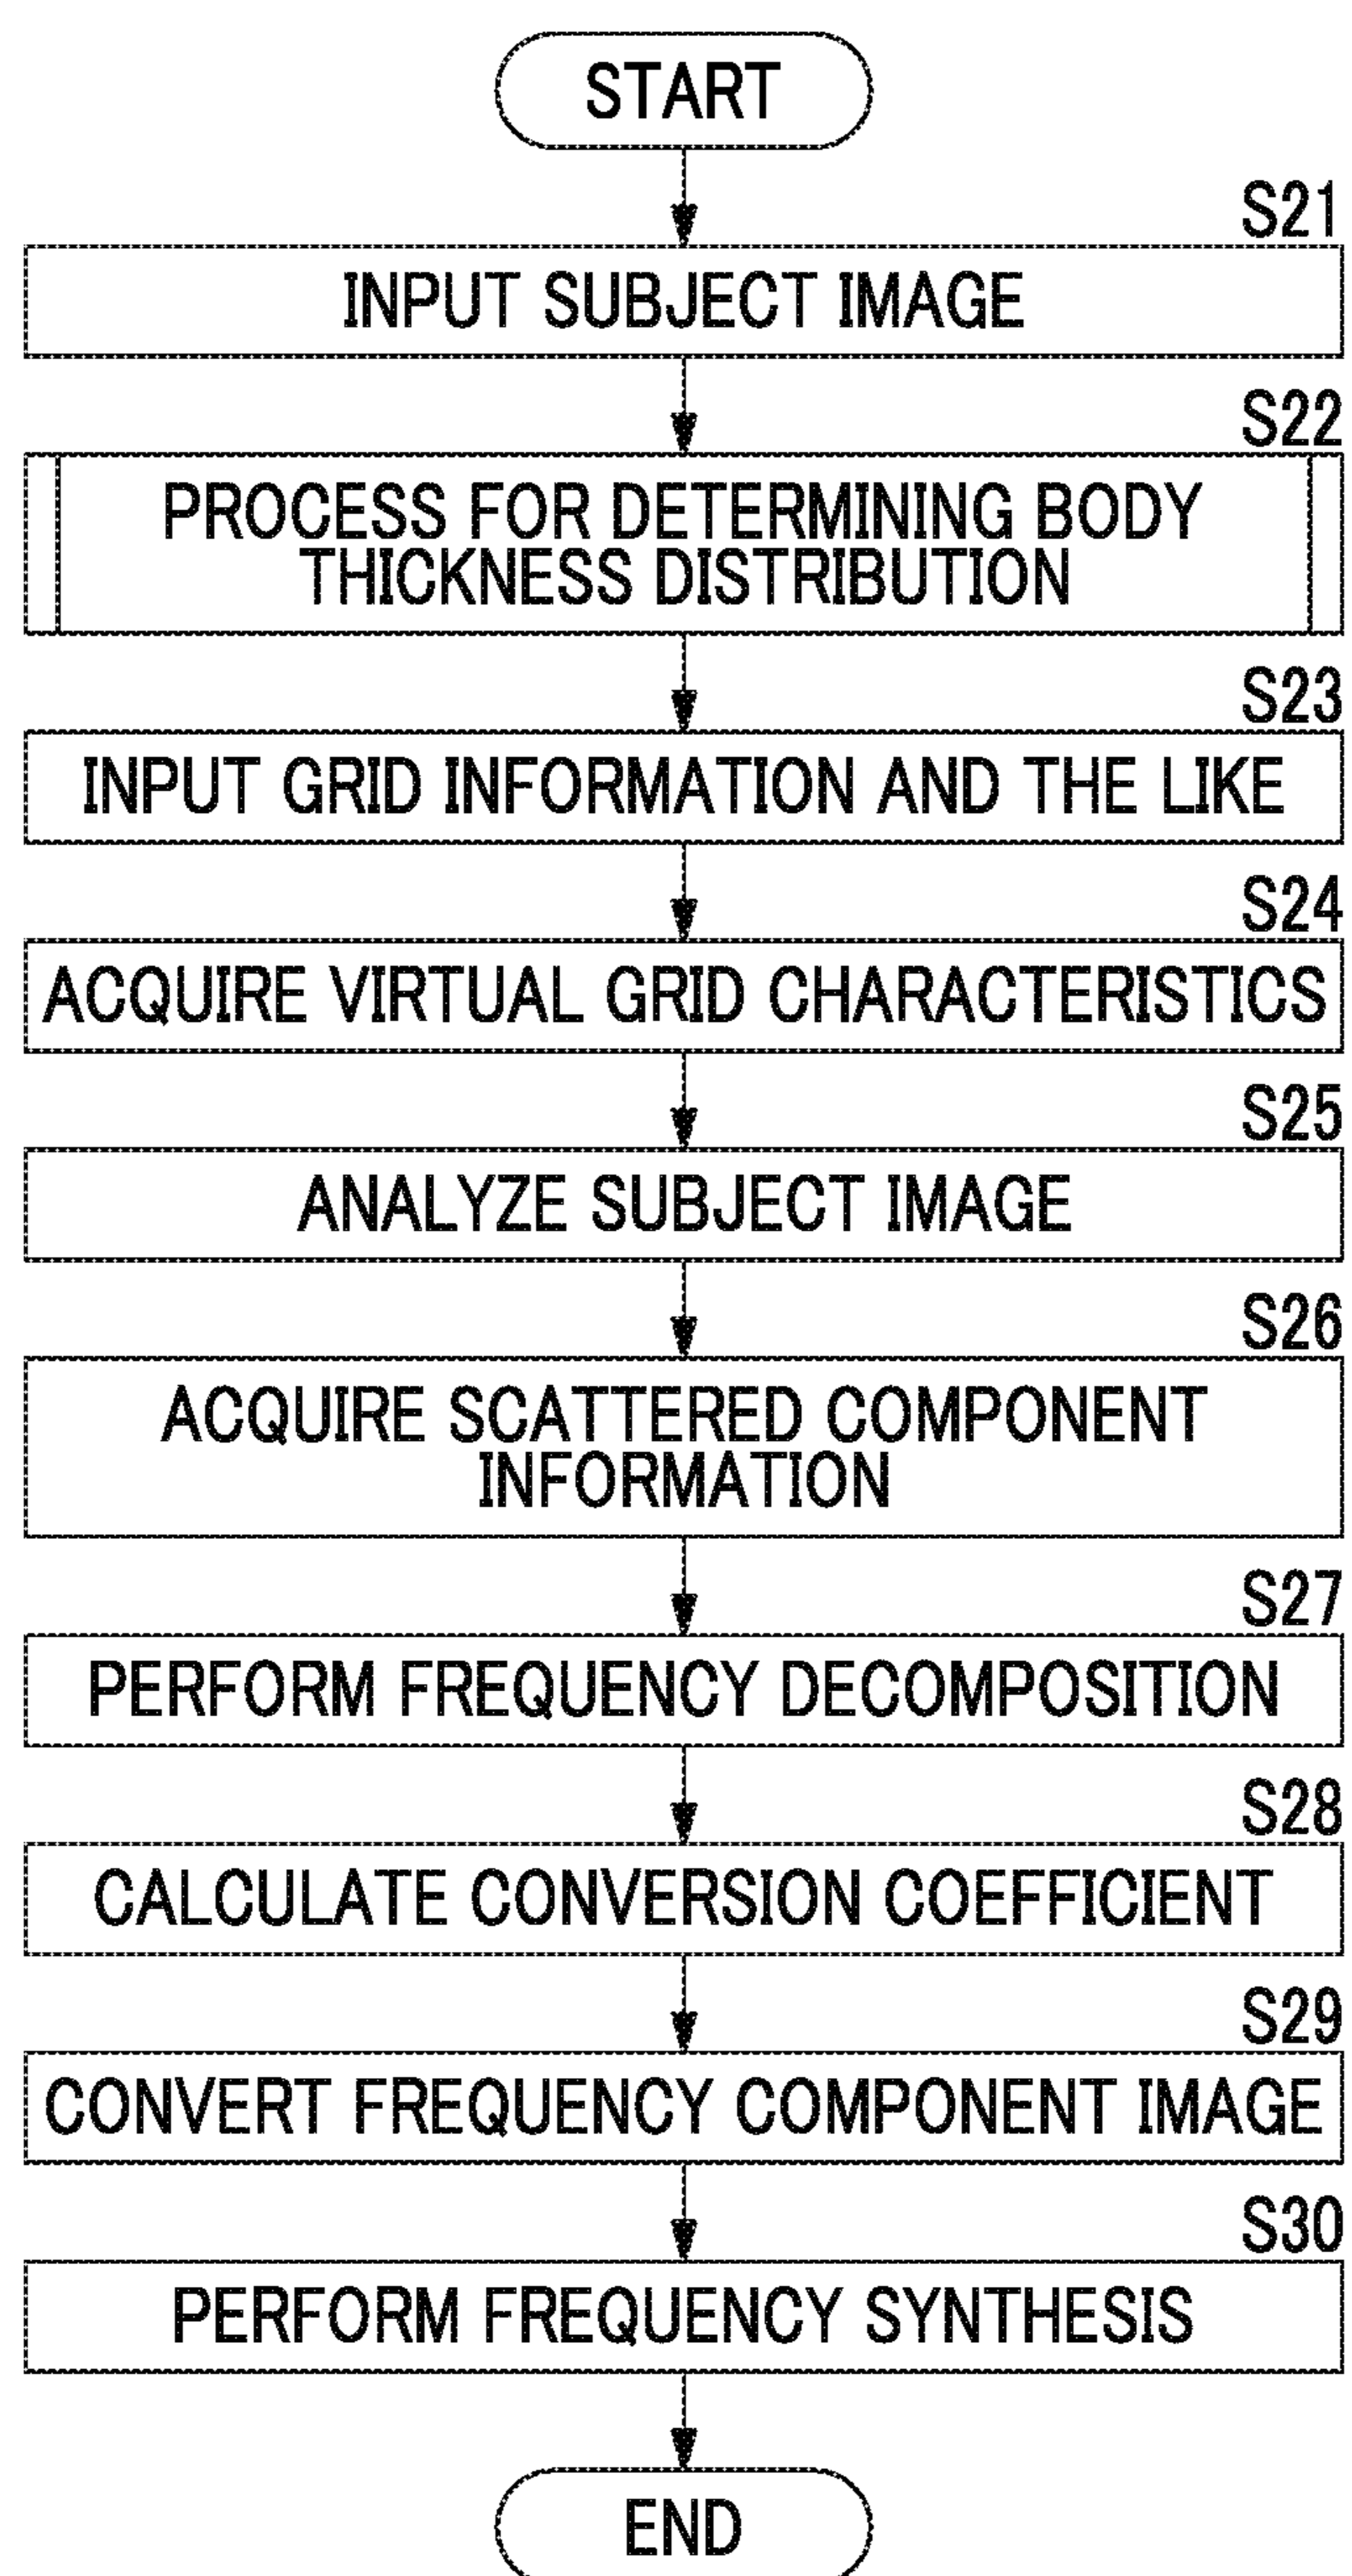 START
S21
INPUT SUBJECT IMAGE
S22
PROCESS FOR DETERMINING BODY
THICKNESS DISTRIBUTION
S23
INPUT GRID INFORMATION AND THE LIKE
S24
ACQUIRE VIRTUAL GRID CHARACTERISTICS
S25
ANALYZE SUBJECT IMAGE
S26
ACQUIRE SCATTERED COMPONENT
INFORMATION
S27
PERFORM FREQUENCY DECOMPOSITION
S28
CALCULATE CONVERSION COEFFICIENT
S29
CONVERT FREQUENCY COMPONENT IMAGE
S30
PERFORM FREQUENCY SYNTHESIS
END